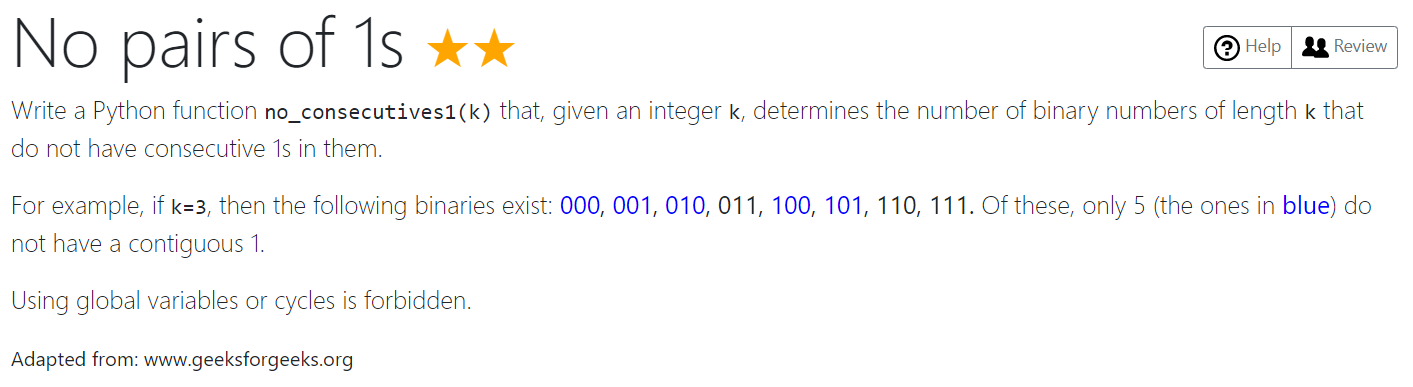 No pairs of 1s
Help
Review
Write a Python function no_consecutives1(k) that, given an integer k, determines the number of binary numbers of length k that
do not have consecutive 1s in them.
For example, if k=3, then the following binaries exist: 000, 001, 010, 011, 100, 101, 110, 111. Of these, only 5 (the ones in blue) do
not have a contiguous 1.
Using global variables or cycles is forbidden.
Adapted from: www.geeksforgeeks.org